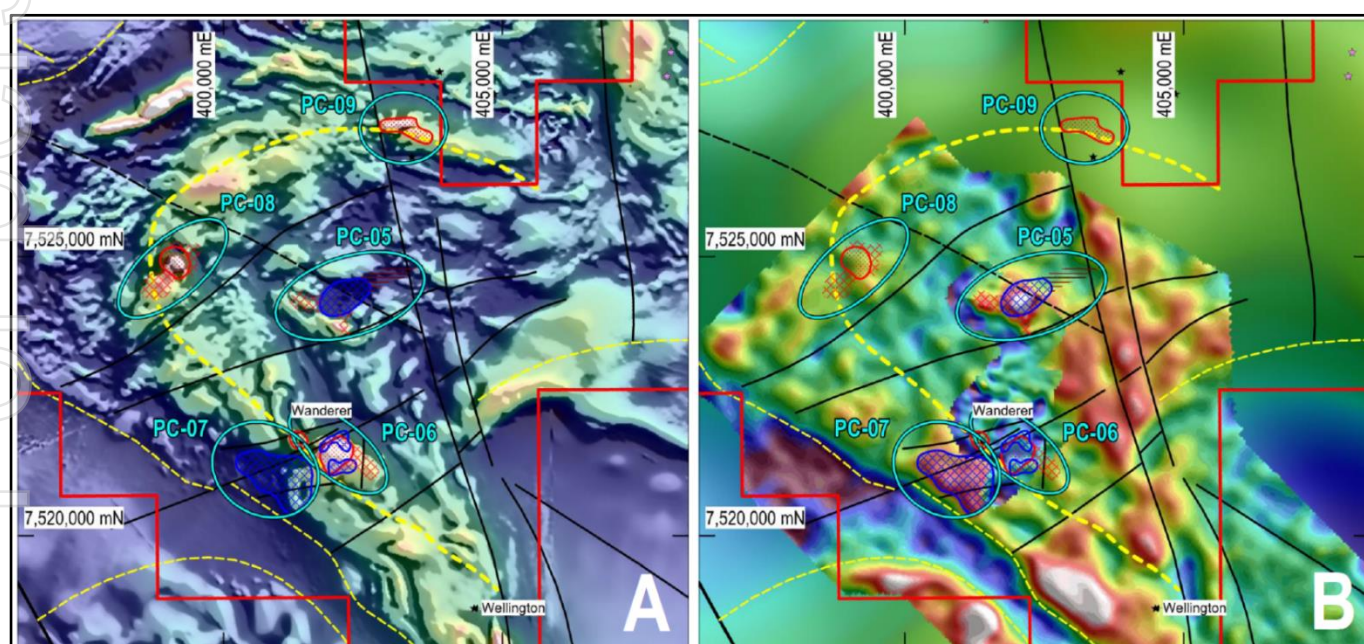 400,000 mE
405,000 mE
PC-09
PC-08
7,525,000 mN
PC-05
Wanderer
PC-07
PC-06
7,520,000 mN
Wellington
A
400,000 mE
405,000 mE
PC-09
PC-08
7,525,000 mN
PC-05
Wanderer
PC-07
PC-06
7,520,000 mN
Wellington
B